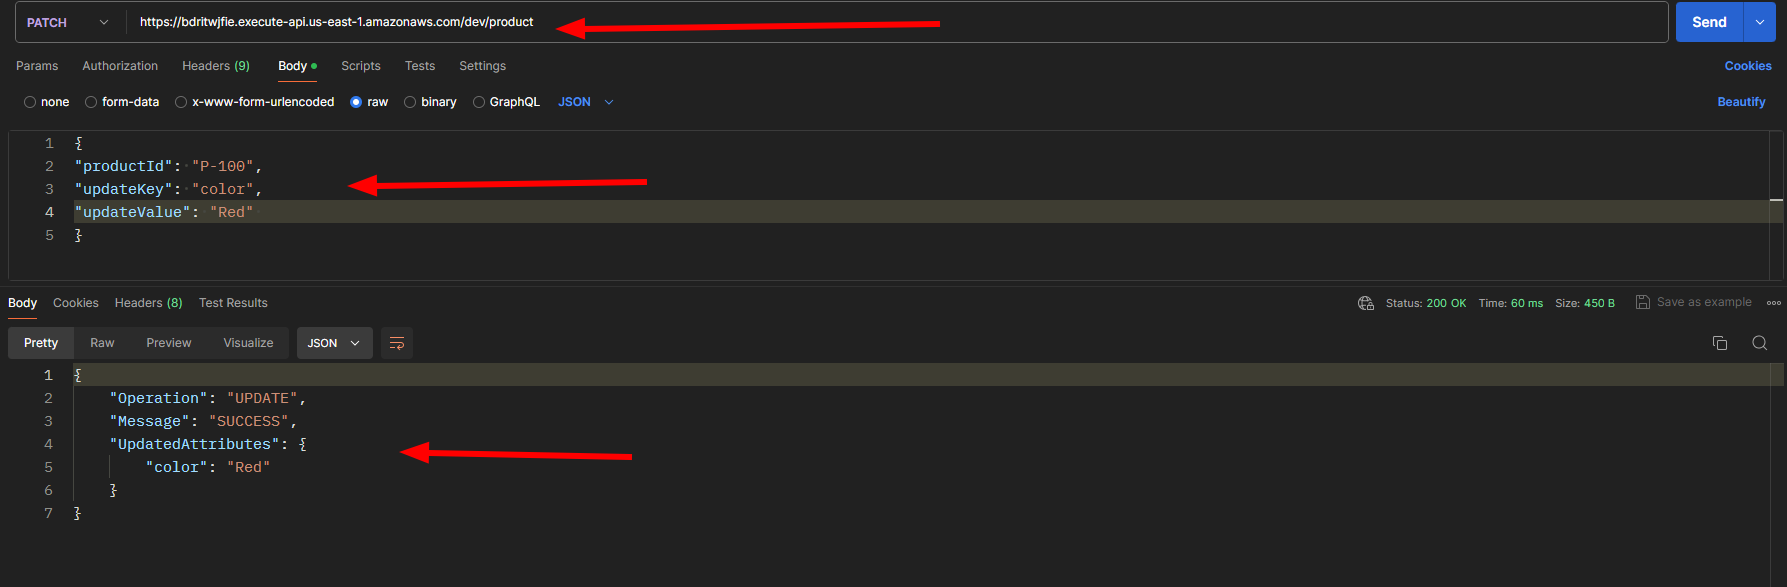 PATCH https://bdritwjfie.execute-api.us-east-1.amazonaws.com/dev/product Send
Params Authorization Headers (9) Body Scripts Tests Settings Cookies
none form-data x-www-form-urlencoded raw binary GraphQL JSON Beautify
1 {
2 "productId": "P-100",
3 "updateKey": "color",
4 "updateValue": "Red"
5 }
Body Cookies Headers (8) Test Results Status: 200 OK Time: 60 ms Size: 450 B Save as example
Pretty Raw Preview Visualize JSON
1 {
2 "Operation": "UPDATE",
3 "Message": "SUCCESS",
4 "UpdatedAttributes": {
5 "color": "Red"
6 }
7 }